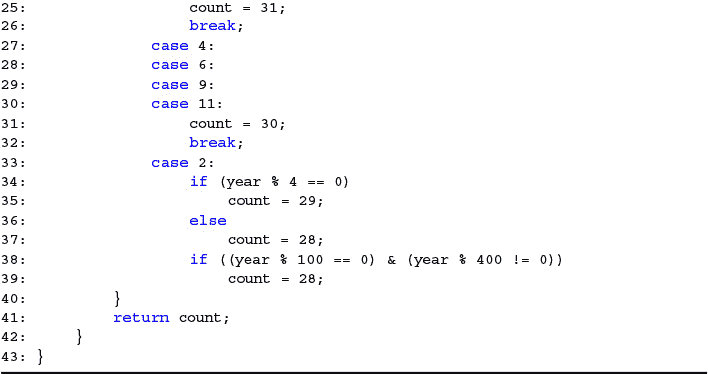 25:                 count = 31;
26:                 break;
27:             case 4:
28:             case 6:
29:             case 9:
30:             case 11:
31:                 count = 30;
32:                 break;
33:             case 2:
34:                 if (year % 4 == 0)
35:                     count = 29;
36:                 else
37:                     count = 28;
38:                 if ((year % 100 == 0) & (year % 400 != 0))
39:                     count = 28;
40:         }
41:         return count;
42:     }
43: }